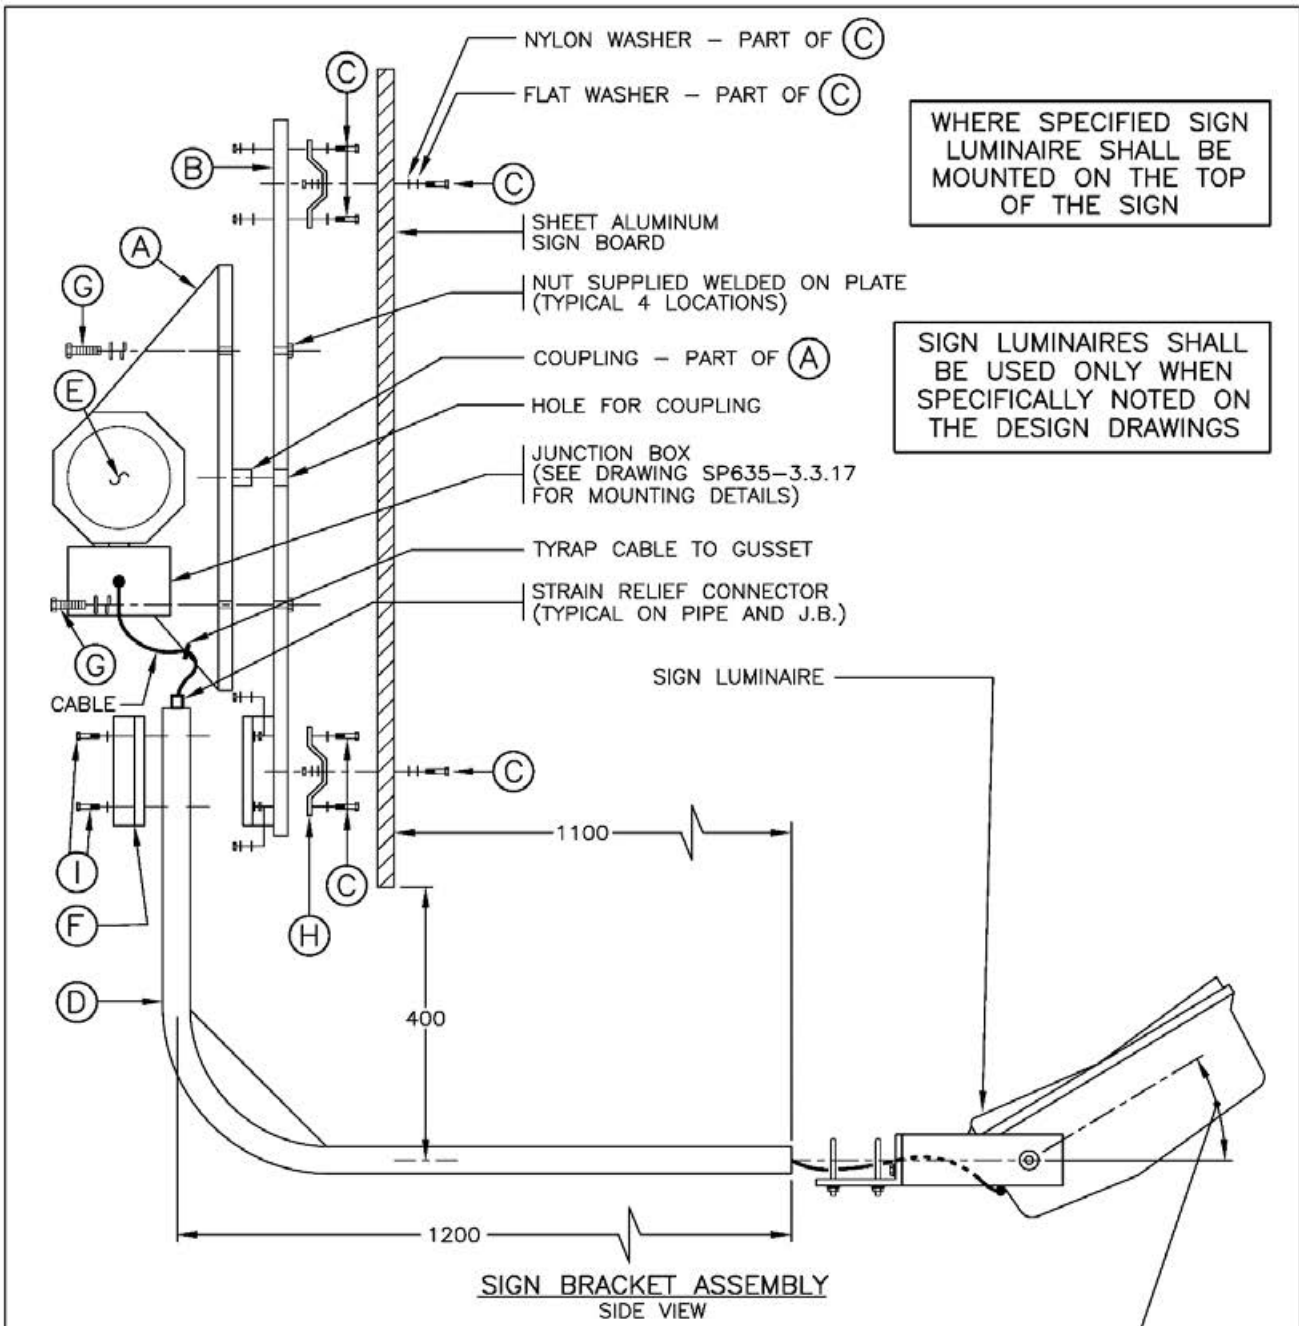 NYLON WASHER – PART OF C
FLAT WASHER – PART OF C
C
B
C
WHERE SPECIFIED SIGN
LUMINAIRE SHALL BE
MOUNTED ON THE TOP
OF THE SIGN
SHEET ALUMINUM
SIGN BOARD
A
G
NUT SUPPLIED WELDED ON PLATE
(TYPICAL 4 LOCATIONS)
SIGN LUMINAIRES SHALL
BE USED ONLY WHEN
SPECIFICALLY NOTED ON
THE DESIGN DRAWINGS
COUPLING – PART OF A
E
HOLE FOR COUPLING
JUNCTION BOX
(SEE DRAWING SP635–3.3.17
FOR MOUNTING DETAILS)
TYRAP CABLE TO GUSSET
STRAIN RELIEF CONNECTOR
(TYPICAL ON PIPE AND J.B.)
G
CABLE
SIGN LUMINAIRE
C
1100
I
C
F
H
D
400
1200
SIGN BRACKET ASSEMBLY
SIDE VIEW